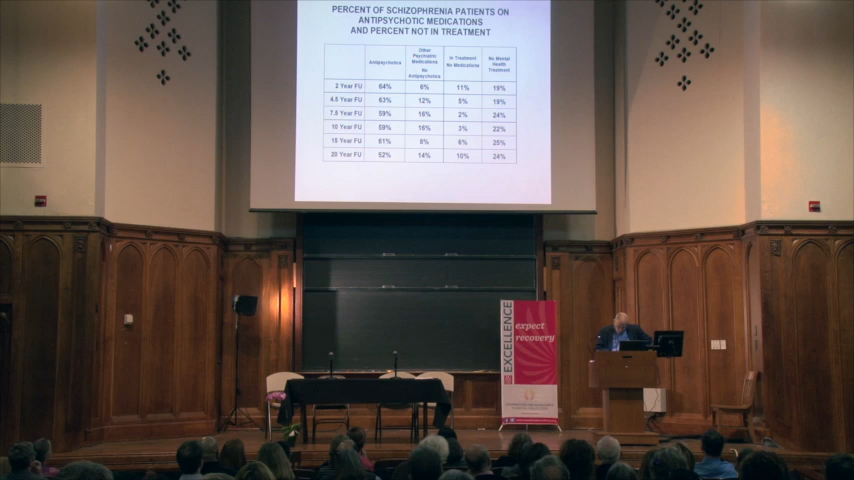 PERCENT OF SCHIZOPHRENIA PATIENTS ON
ANTIPSYCHOTIC MEDICATIONS
AND PERCENT NOT IN TREATMENT
Antipsychotics
Other
Psychiatric
Medications
No
Antipsychotics
In Treatment
No Medications
No Mental
Health
Treatment
2 Year FU 64% 6% 11% 19%
4.5 Year FU 63% 12% 5% 19%
7.5 Year FU 59% 16% 2% 24%
10 Year FU 59% 16% 3% 22%
15 Year FU 61% 8% 6% 25%
20 Year FU 52% 14% 10% 24%
EXCELLENCE
expect
recovery